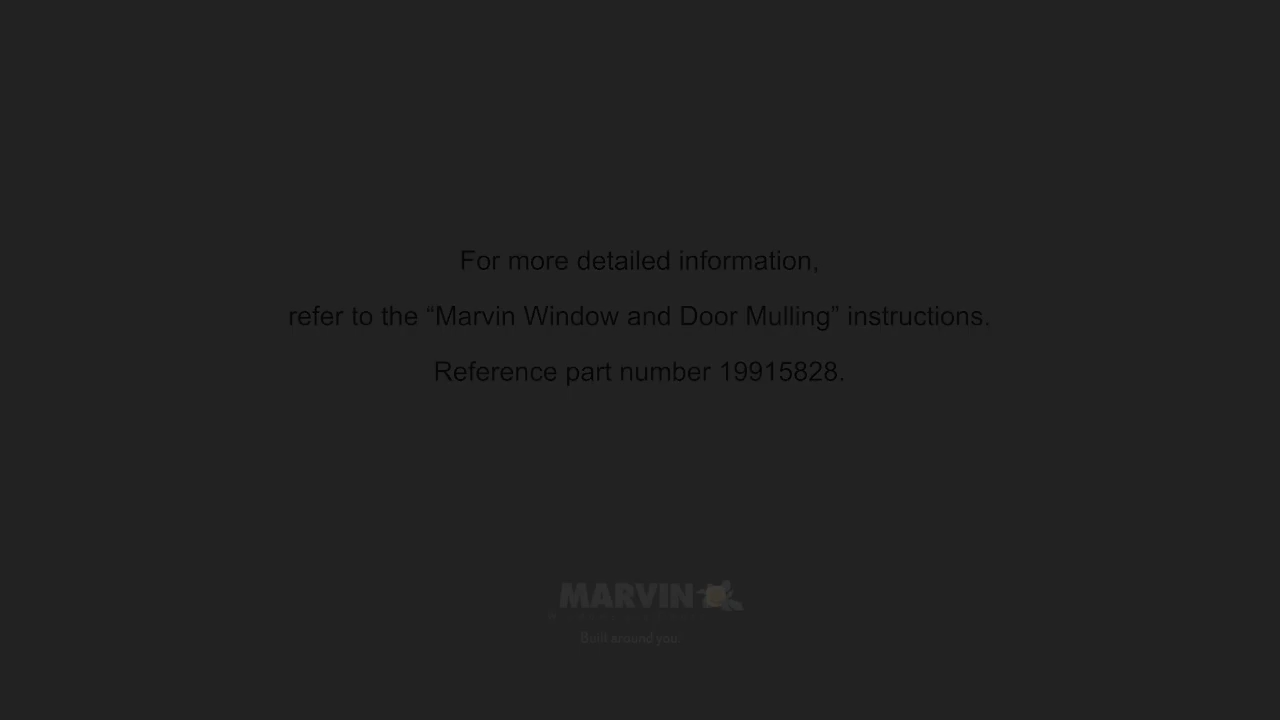 For more detailed information,
refer to the “Marvin Window and Door Mulling” instructions.
Reference part number 19915828.
MARVIN
Built around you.